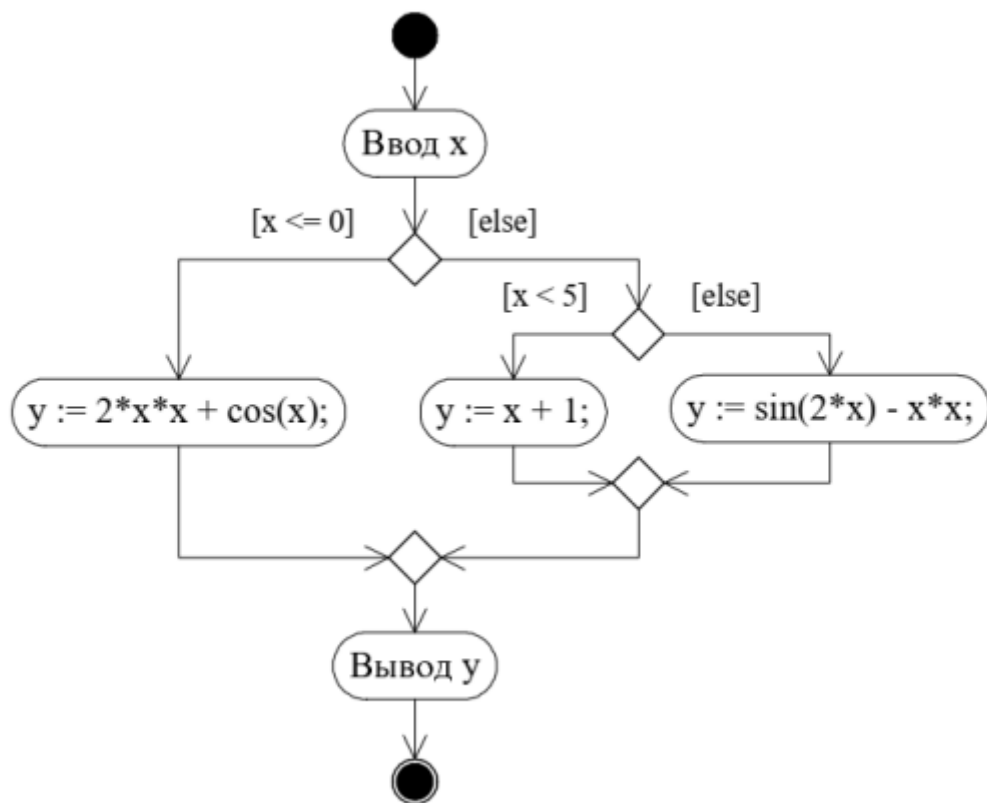 Ввод x
[x <= 0]
[else]
[x < 5]
[else]
y := 2*x*x + cos(x);
y := x + 1;
y := sin(2*x) - x*x;
Вывод y